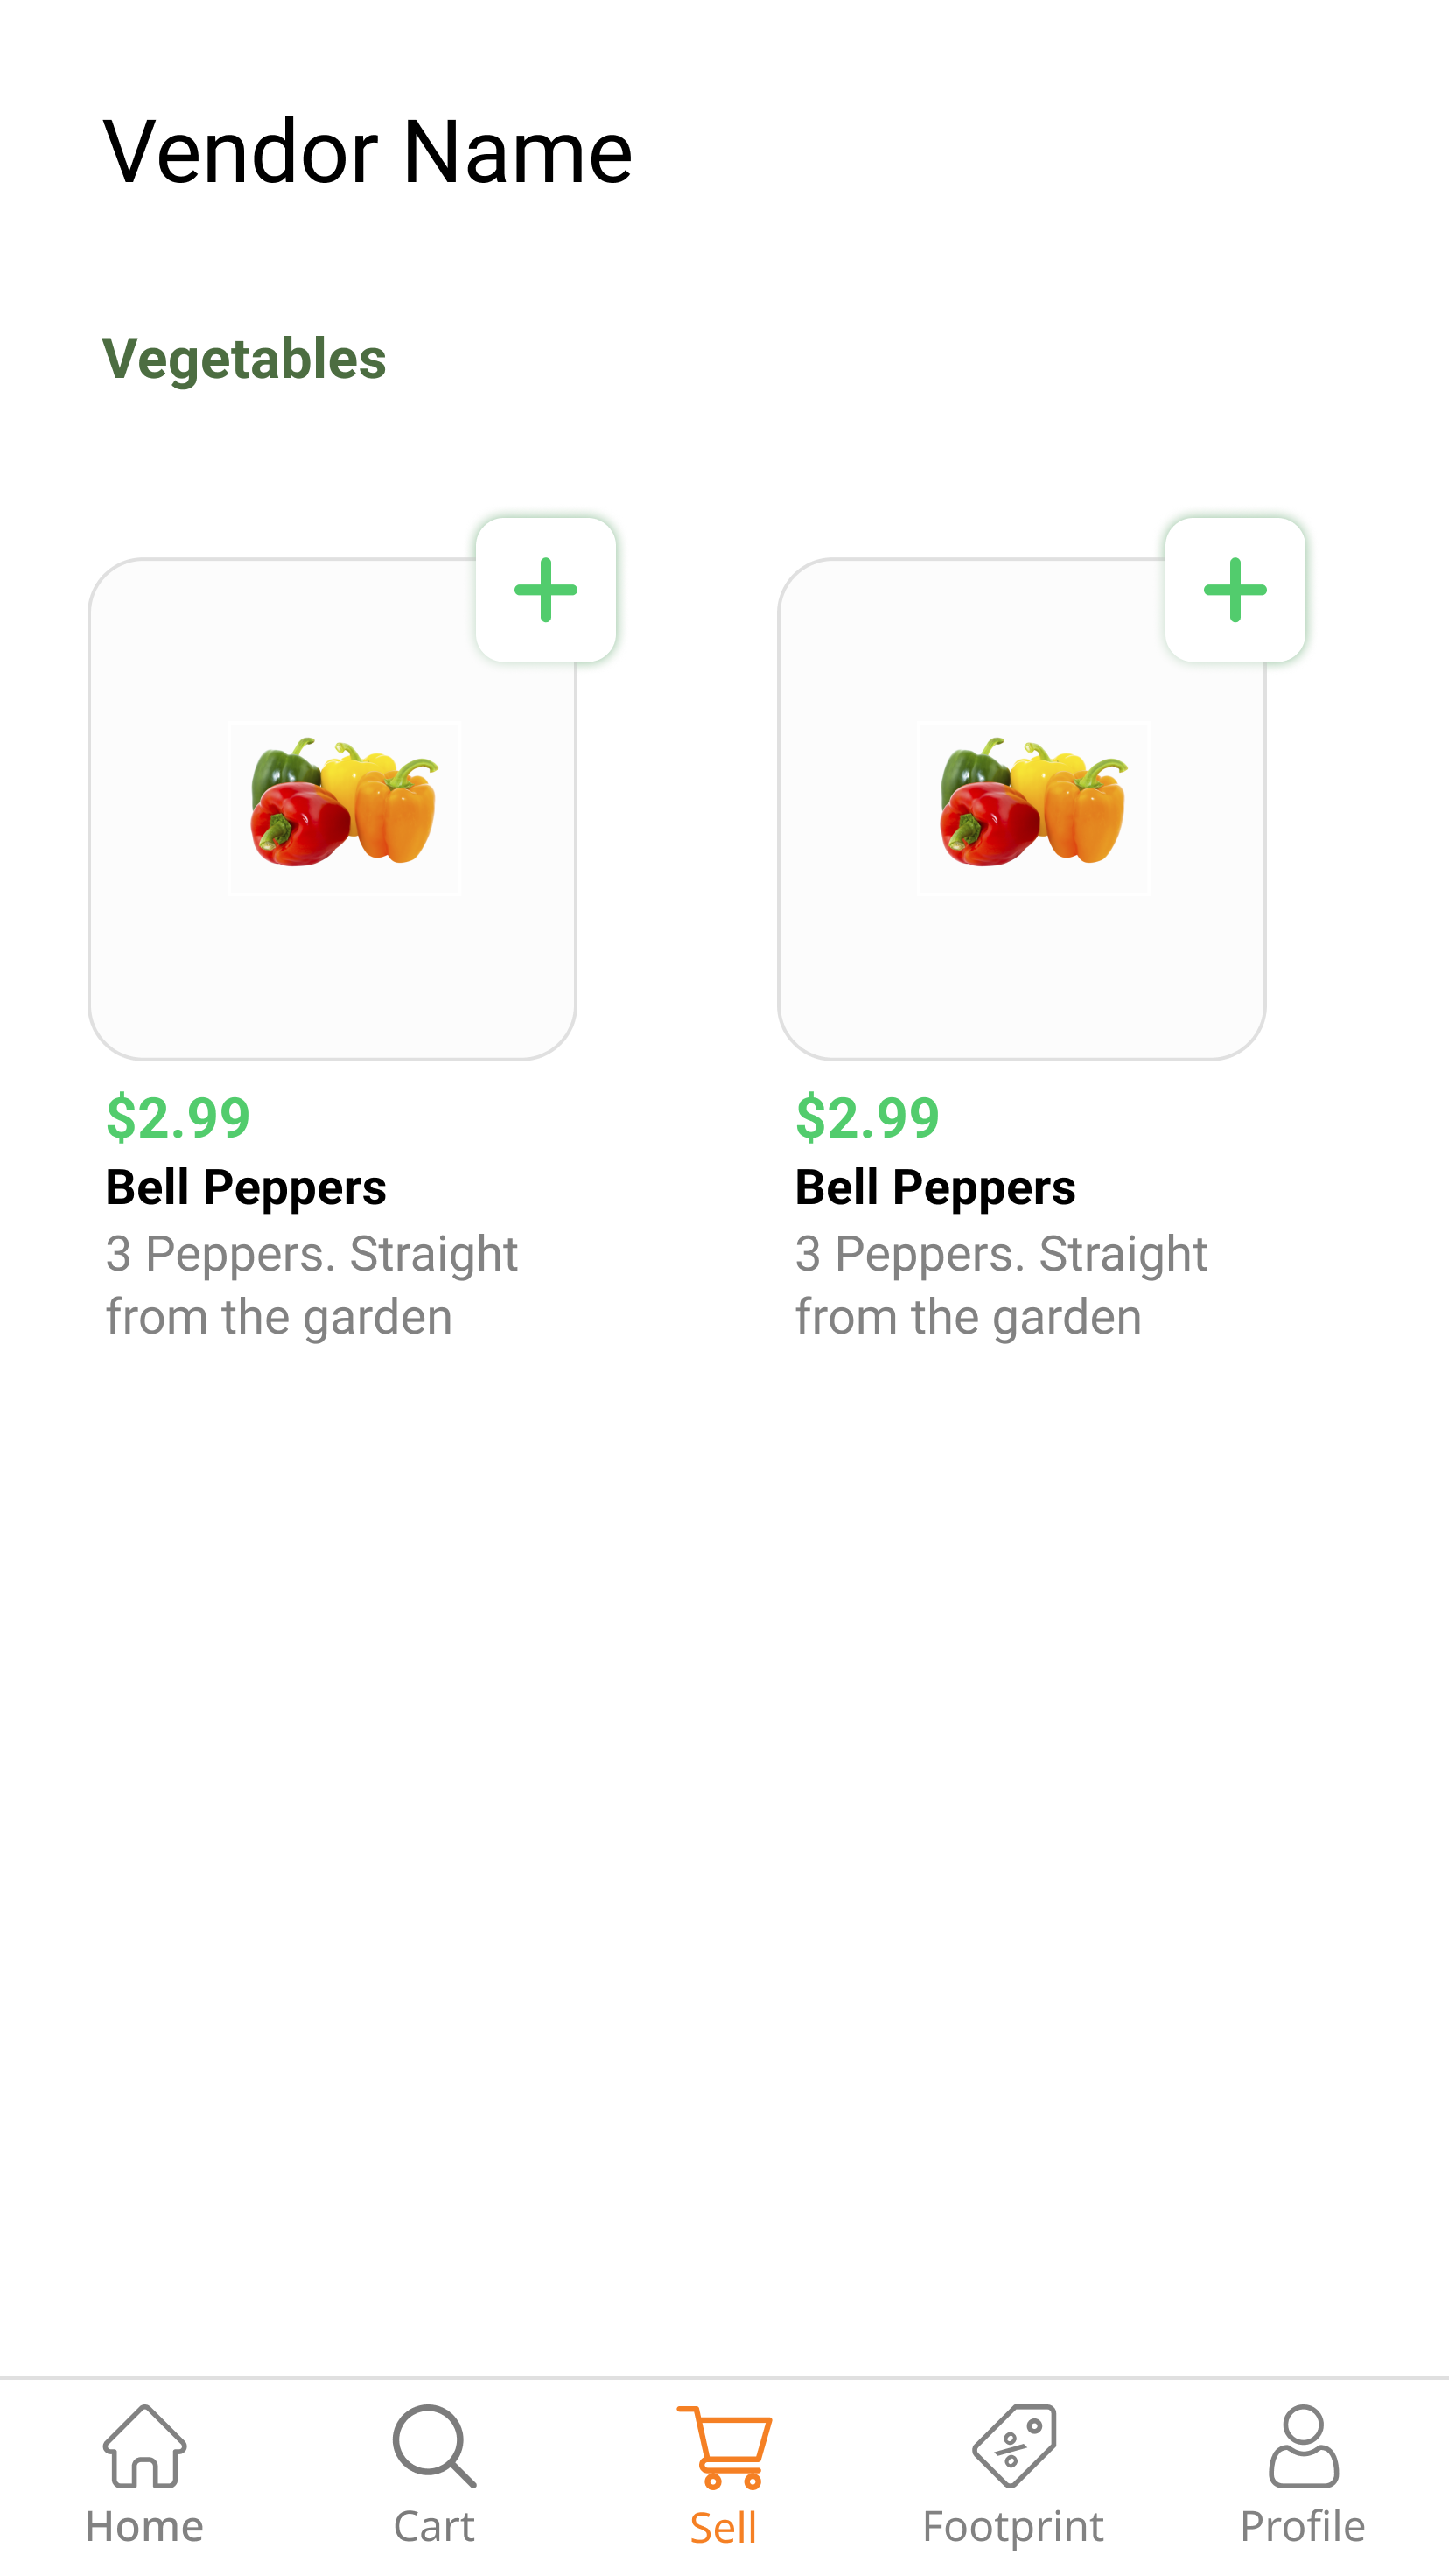 Vendor Name
Vegetables
$2.99
Bell Peppers
3 Peppers. Straight
from the garden
$2.99
Bell Peppers
3 Peppers. Straight
from the garden
Home
Cart
Sell
Footprint
Profile